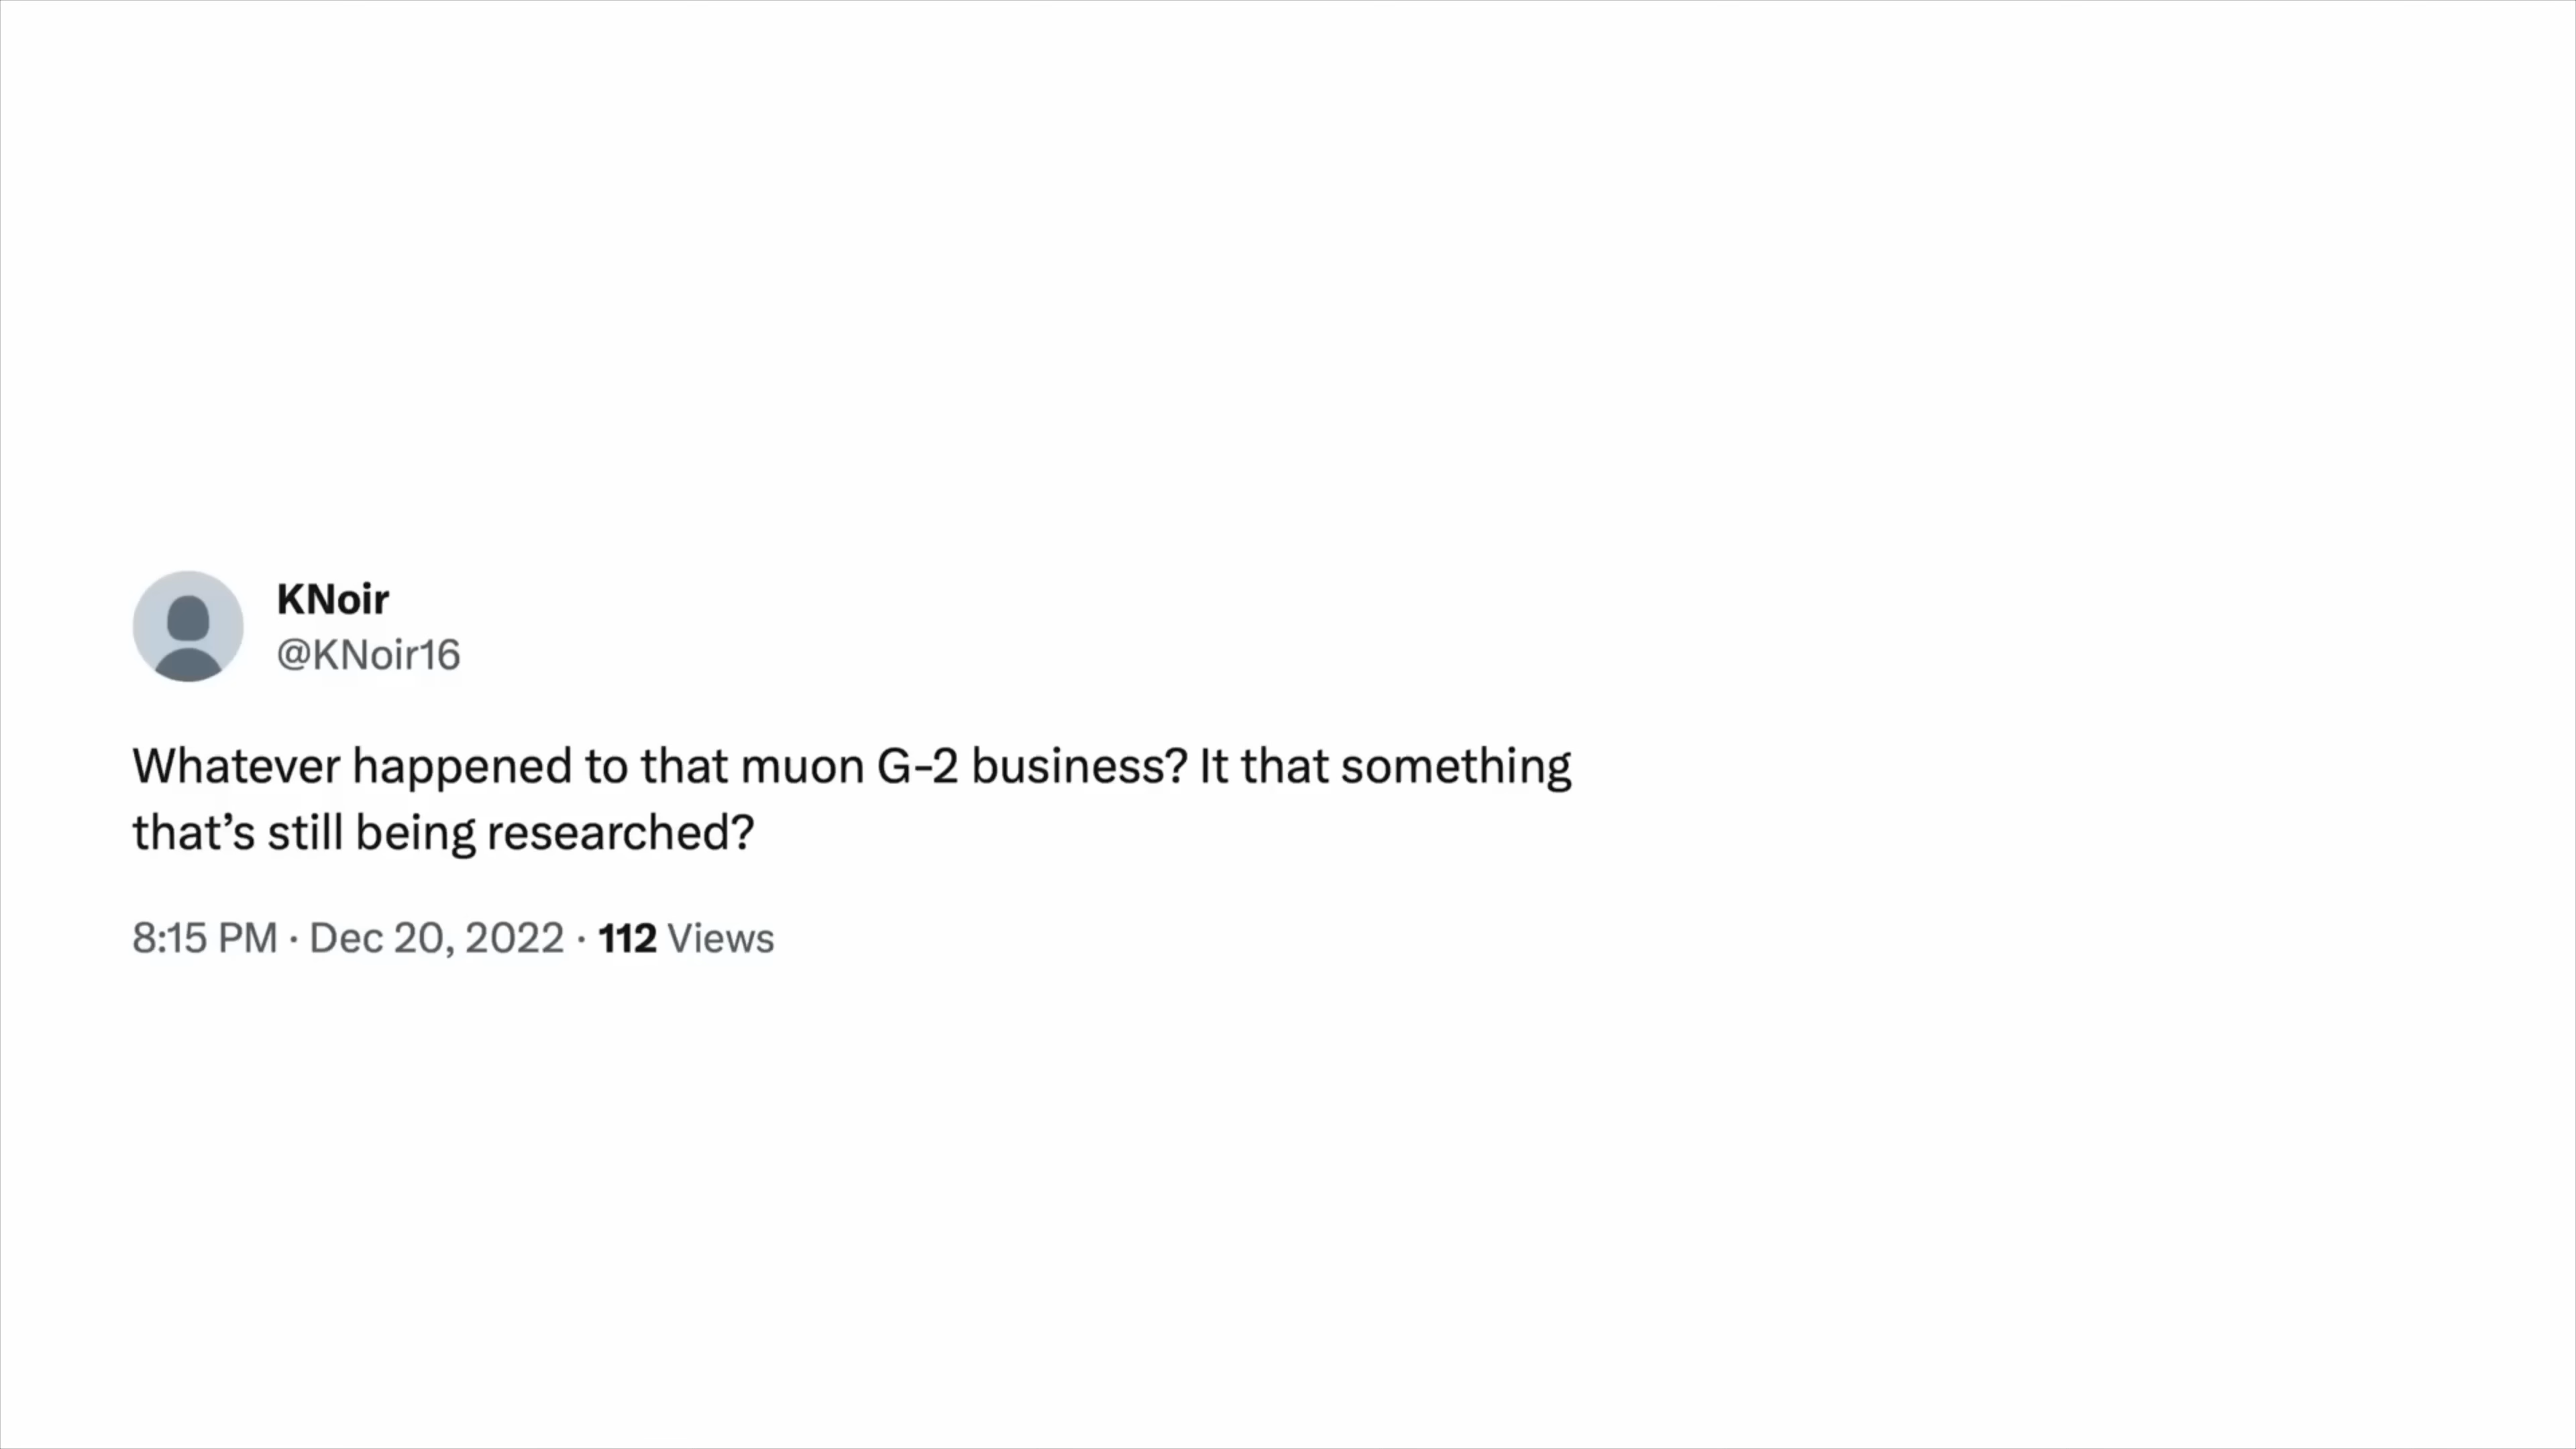 KNoir
@KNoir16
Whatever happened to that muon G-2 business? It that something
that’s still being researched?
8:15 PM · Dec 20, 2022 · 112 Views